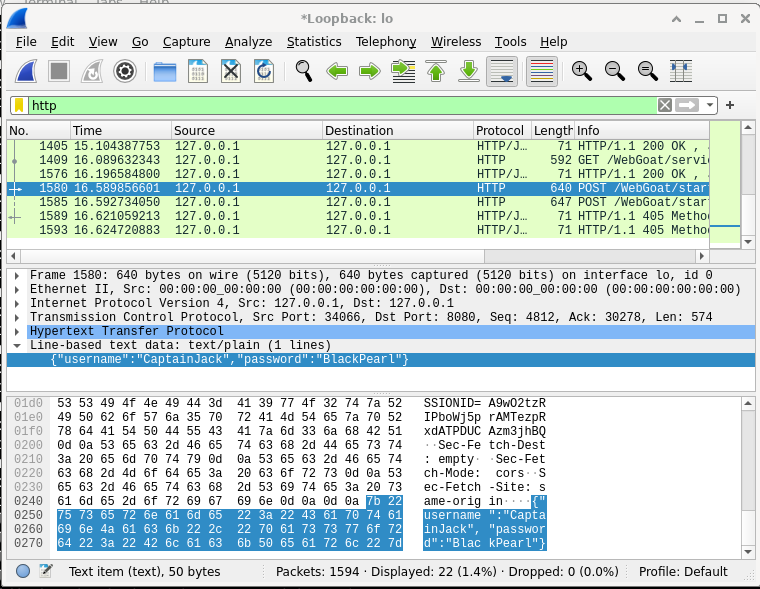 *Loopback: lo
File Edit View Go Capture Analyze Statistics Telephony Wireless Tools Help
http
No. Time Source Destination Protocol Length Info
1405 15.104387753 127.0.0.1 127.0.0.1 HTTP/J… 71 HTTP/1.1 200 OK ,
1409 16.089632343 127.0.0.1 127.0.0.1 HTTP 592 GET /WebGoat/servi
1576 16.196584800 127.0.0.1 127.0.0.1 HTTP/J… 71 HTTP/1.1 200 OK ,
1580 16.589856601 127.0.0.1 127.0.0.1 HTTP 640 POST /WebGoat/star
1585 16.592734050 127.0.0.1 127.0.0.1 HTTP 647 POST /WebGoat/star
1589 16.621059213 127.0.0.1 127.0.0.1 HTTP/J… 71 HTTP/1.1 405 Metho
1593 16.624720883 127.0.0.1 127.0.0.1 HTTP/J… 71 HTTP/1.1 405 Metho
Frame 1580: 640 bytes on wire (5120 bits), 640 bytes captured (5120 bits) on interface lo, id 0
Ethernet II, Src: 00:00:00_00:00:00 (00:00:00:00:00:00), Dst: 00:00:00_00:00:00 (00:00:00:00:00:00)
Internet Protocol Version 4, Src: 127.0.0.1, Dst: 127.0.0.1
Transmission Control Protocol, Src Port: 34066, Dst Port: 8080, Seq: 4812, Ack: 30278, Len: 574
Hypertext Transfer Protocol
Line-based text data: text/plain (1 lines)
{"username":"CaptainJack","password":"BlackPearl"}
01d0 53 53 49 4f 4e 49 44 3d 41 39 77 4f 32 74 7a 52 SSIONID= A9wO2tzR
01e0 49 50 62 6f 57 6a 35 70 72 41 4d 54 65 7a 70 52 IPboWj5p rAMTezpR
01f0 78 64 41 54 50 44 55 43 41 7a 6d 33 6a 68 42 51 xdATPDUC Azm3jhBQ
0200 0d 0a 53 65 63 2d 46 65 74 63 68 2d 44 65 73 74 ··Sec-Fe tch-Dest
0210 3a 20 65 6d 70 74 79 0d 0a 53 65 63 2d 46 65 74 : empty· ·Sec-Fet
0220 63 68 2d 4d 6f 64 65 3a 20 63 6f 72 73 0d 0a 53 ch-Mode: cors··S
0230 65 63 2d 46 65 74 63 68 2d 53 69 74 65 3a 20 73 ec-Fetch -Site: s
0240 61 6d 65 2d 6f 72 69 67 69 6e 0d 0a 0d 0a 7b 22 ame-orig in····{"
0250 75 73 65 72 6e 61 6d 65 22 3a 22 43 61 70 74 61 username ":"Capta
0260 69 6e 4a 61 63 6b 22 2c 22 70 61 73 73 77 6f 72 inJack", "passwor
0270 64 22 3a 22 42 6c 61 63 6b 50 65 61 72 6c 22 7d d":"Blac kPearl"}
Text item (text), 50 bytes Packets: 1594 · Displayed: 22 (1.4%) · Dropped: 0 (0.0%) Profile: Default